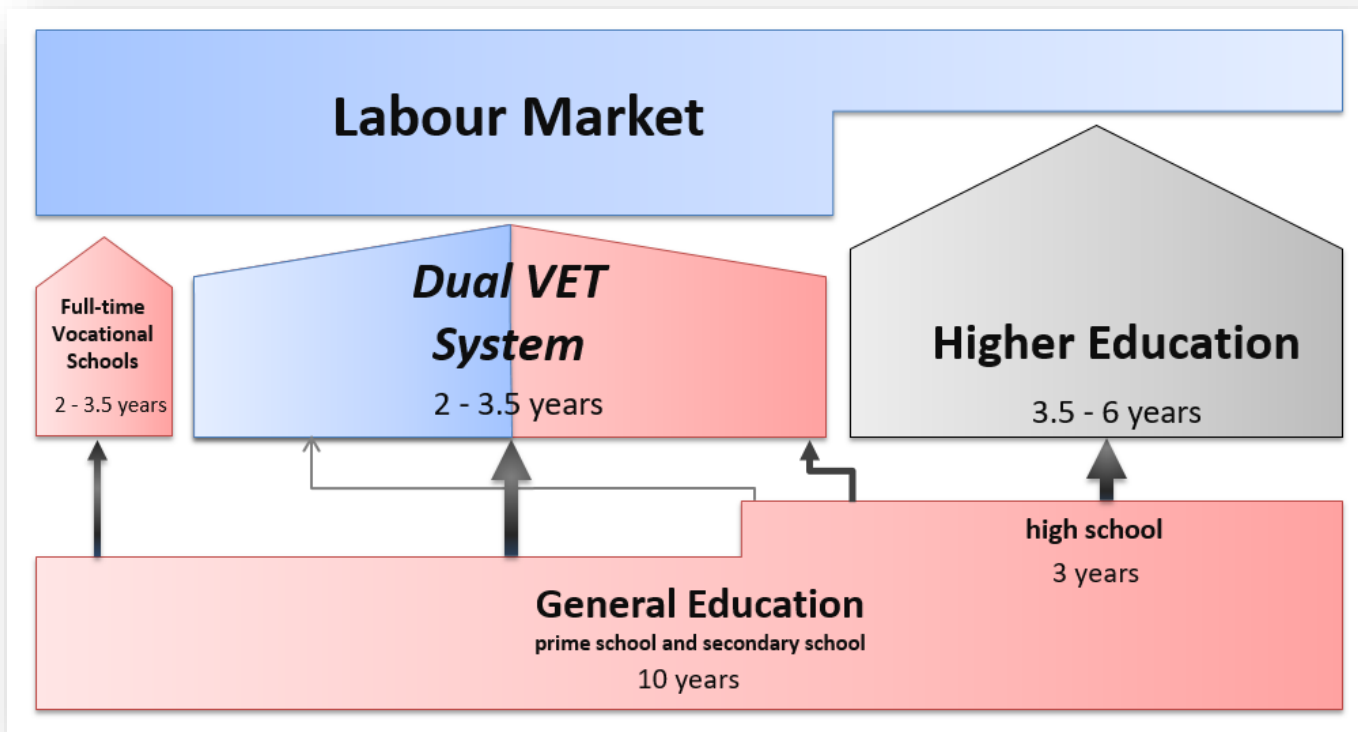 Labour Market
Full-time
Vocational
Schools
2 - 3.5 years
Dual VET
System
2 - 3.5 years
Higher Education
3.5 - 6 years
high school
3 years
General Education
prime school and secondary school
10 years